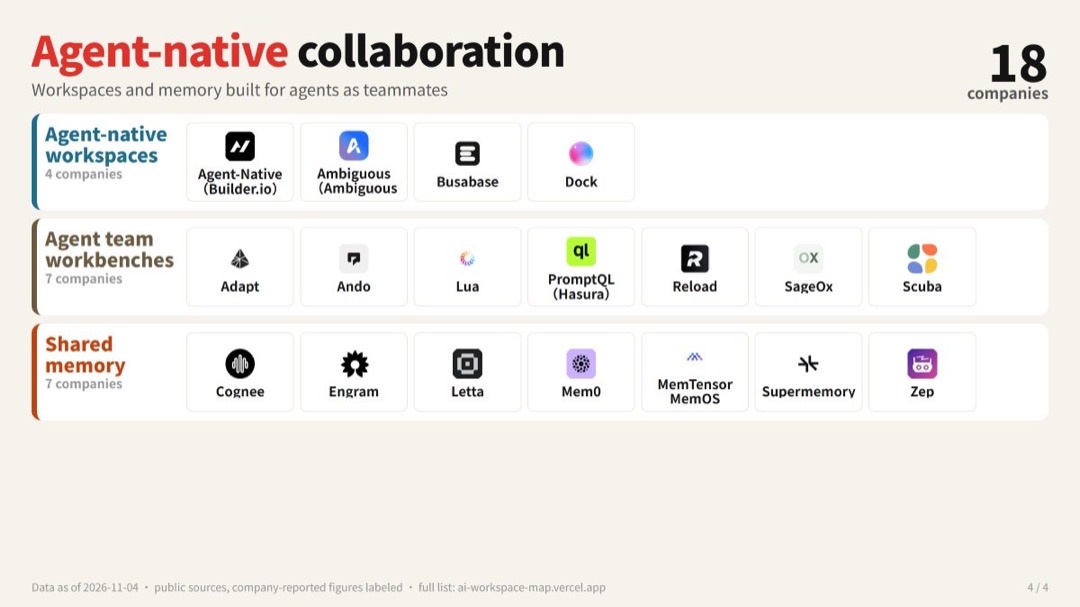 Agent-native collaboration
Workspaces and memory built for agents as teammates
18
companies
Agent-native
workspaces
4 companies
Agent-Native
(Builder.io)
Ambiguous
(Ambiguous
Busabase
Dock
Agent team
workbenches
7 companies
Adapt
Ando
Lua
ql
PromptQL
(Hasura)
R
Reload
OX
SageOx
Scuba
Shared
memory
7 companies
Cognee
Engram
Letta
Mem0
MemTensor
MemOS
Supermemory
Zep
Data as of 2026-11-04 • public sources, company-reported figures labeled • full list: ai-workspace-map.vercel.app
4 / 4